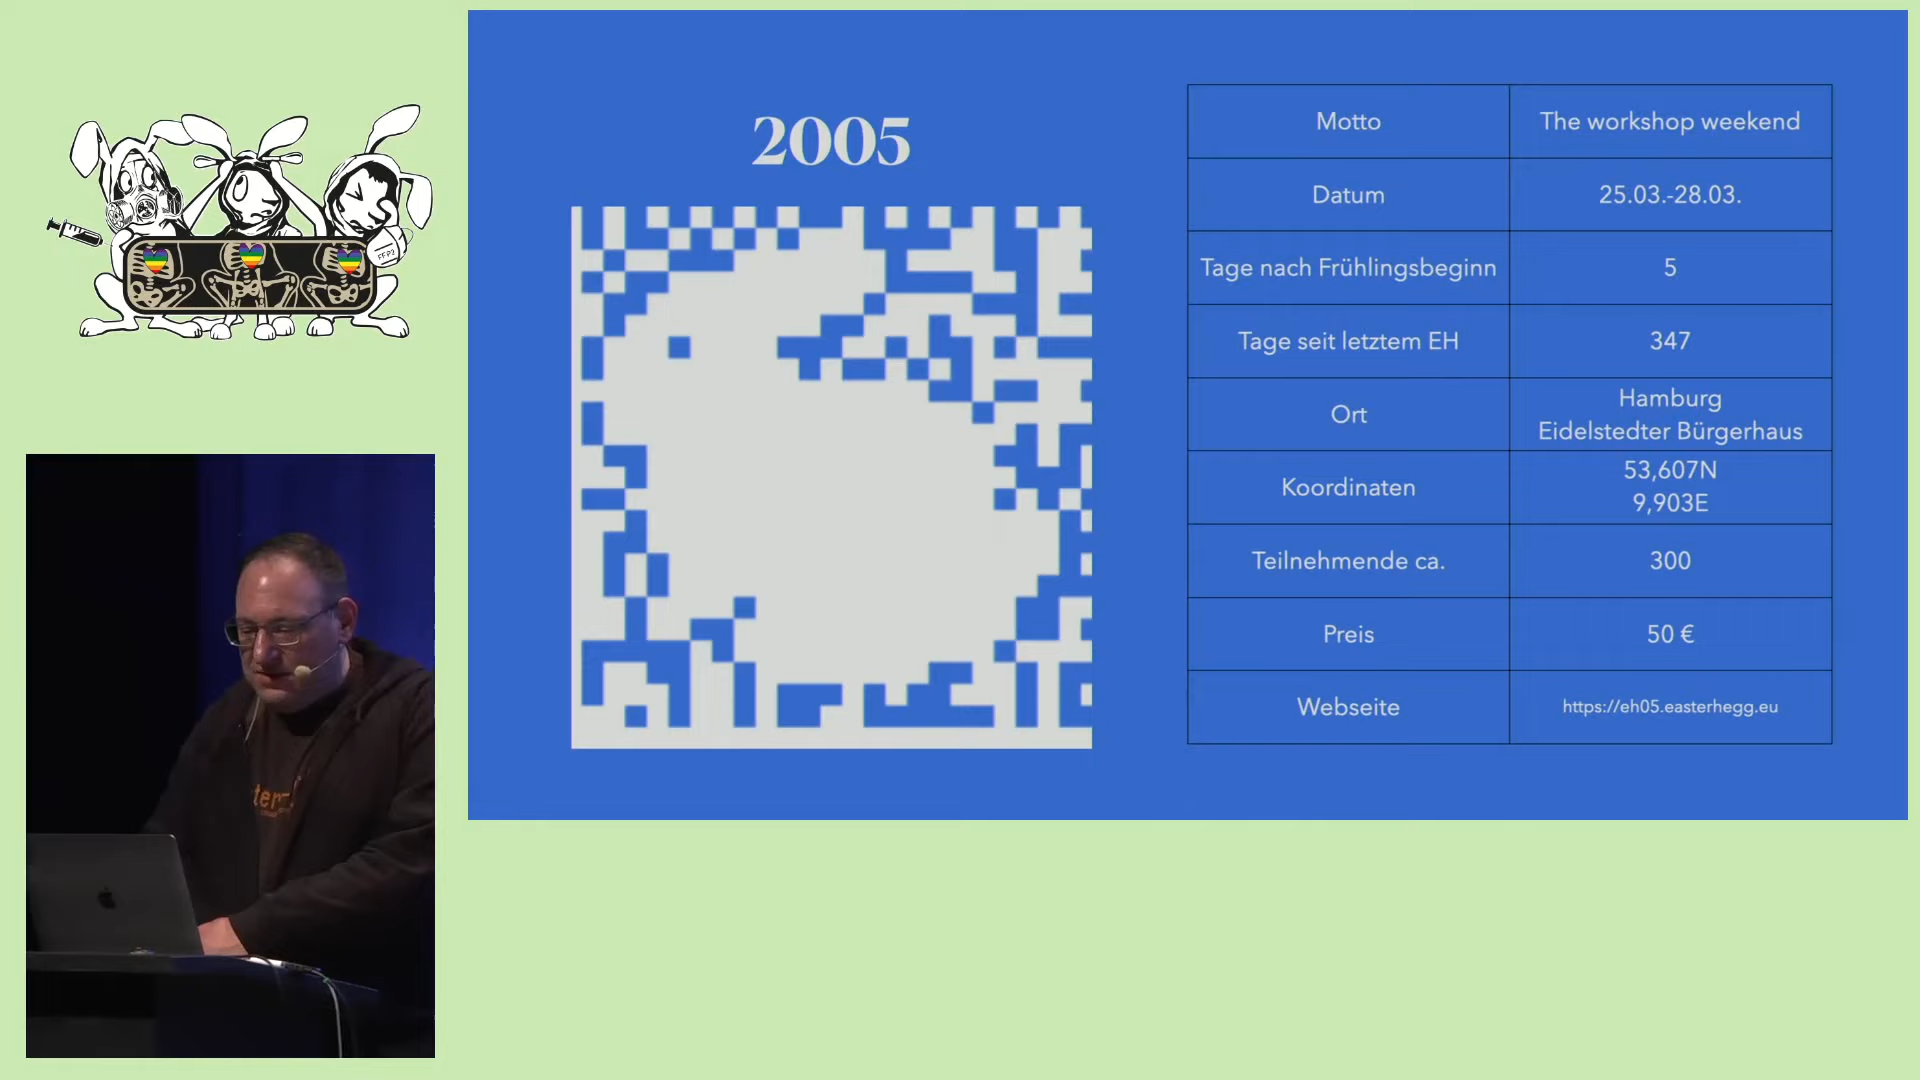 2005
Motto
The workshop weekend
Datum
25.03.-28.03.
Tage nach Frühlingsbeginn
5
Tage seit letztem EH
347
Ort
Hamburg
Eidelstedter Bürgerhaus
Koordinaten
53,607N
9,903E
Teilnehmende ca.
300
Preis
50 €
Webseite
https://eh05.easterhegg.eu
FFP2